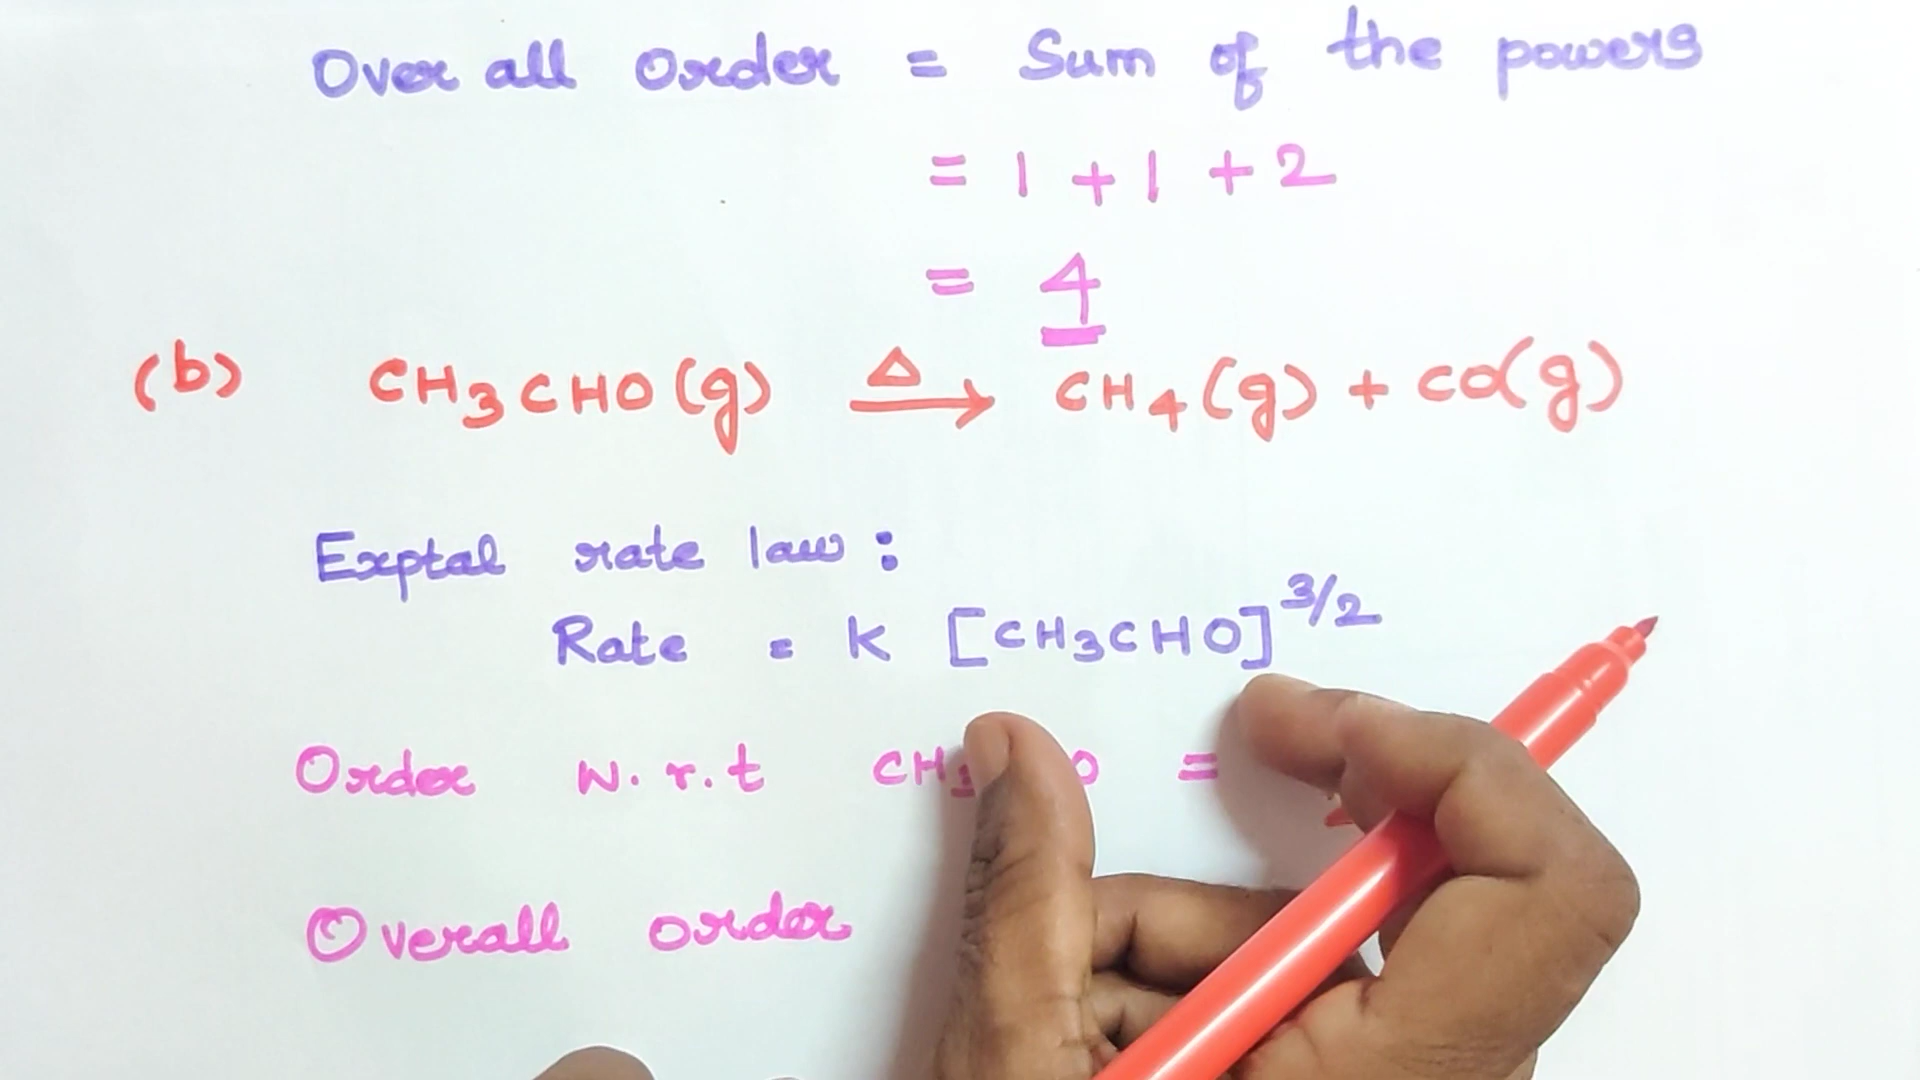 Over all order = Sum of the powers
= 1 + 1 + 2
= 4
(b) CH3CHO(g) Δ→ CH4(g) + CO(g)
Exptal rate law:
Rate = K [CH3CHO]^3/2
Order w.r.t =
Overall order